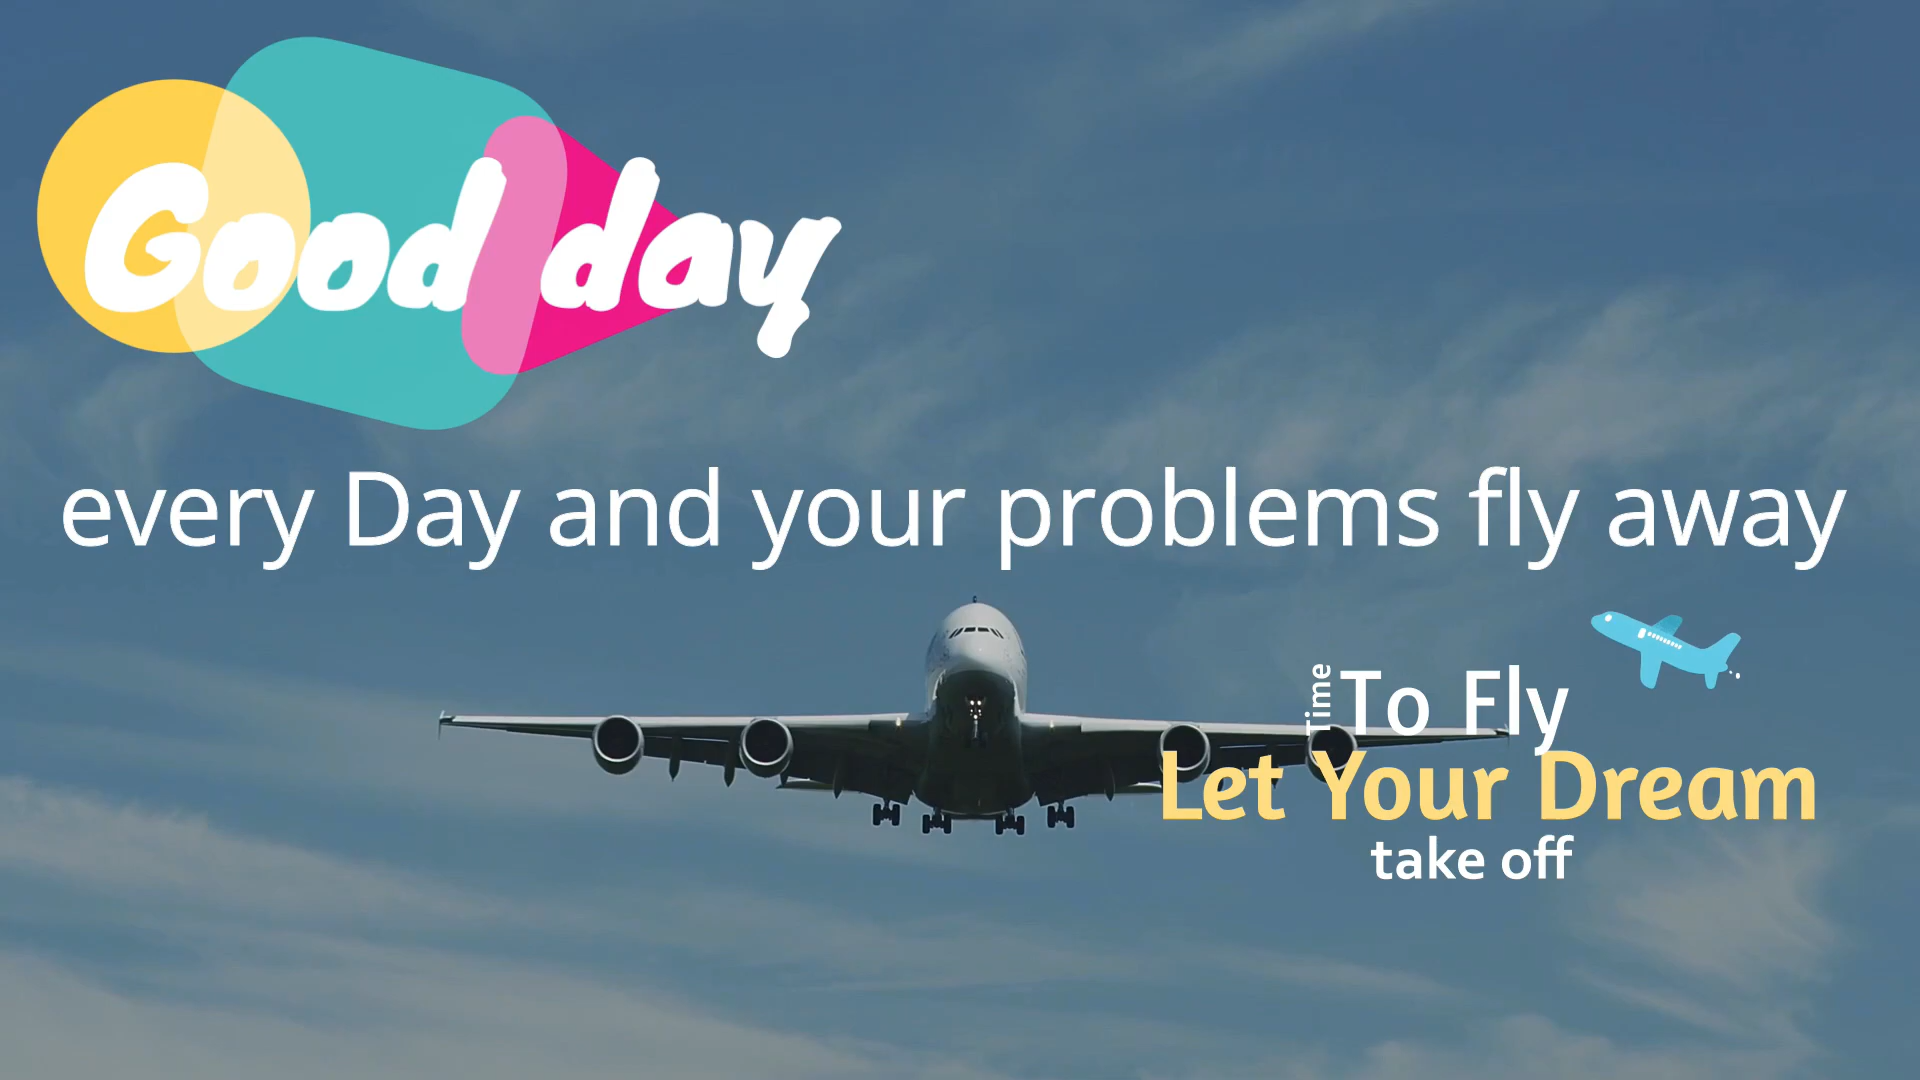 Good day
every Day and your problems fly away
Time To Fly
Let Your Dream
take off